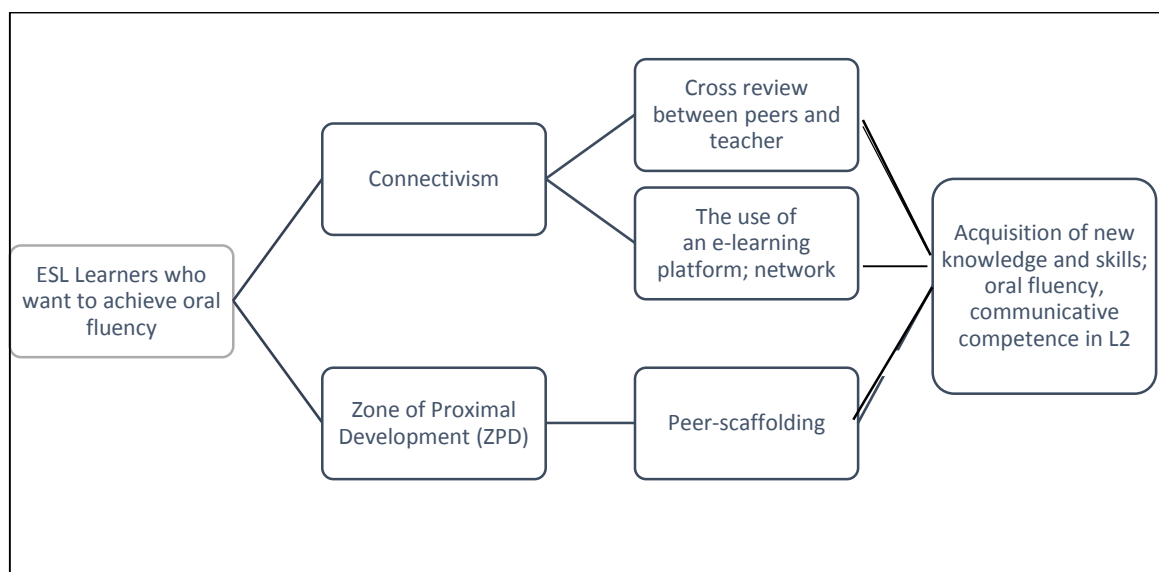 ESL Learners who
want to achieve oral
fluency
Connectivism
Zone of Proximal
Development (ZPD)
Cross review
between peers and
teacher
The use of
an e-learning
platform; network
Peer-scaffolding
Acquisition of new
knowledge and skills;
oral fluency,
communicative
competence in L2